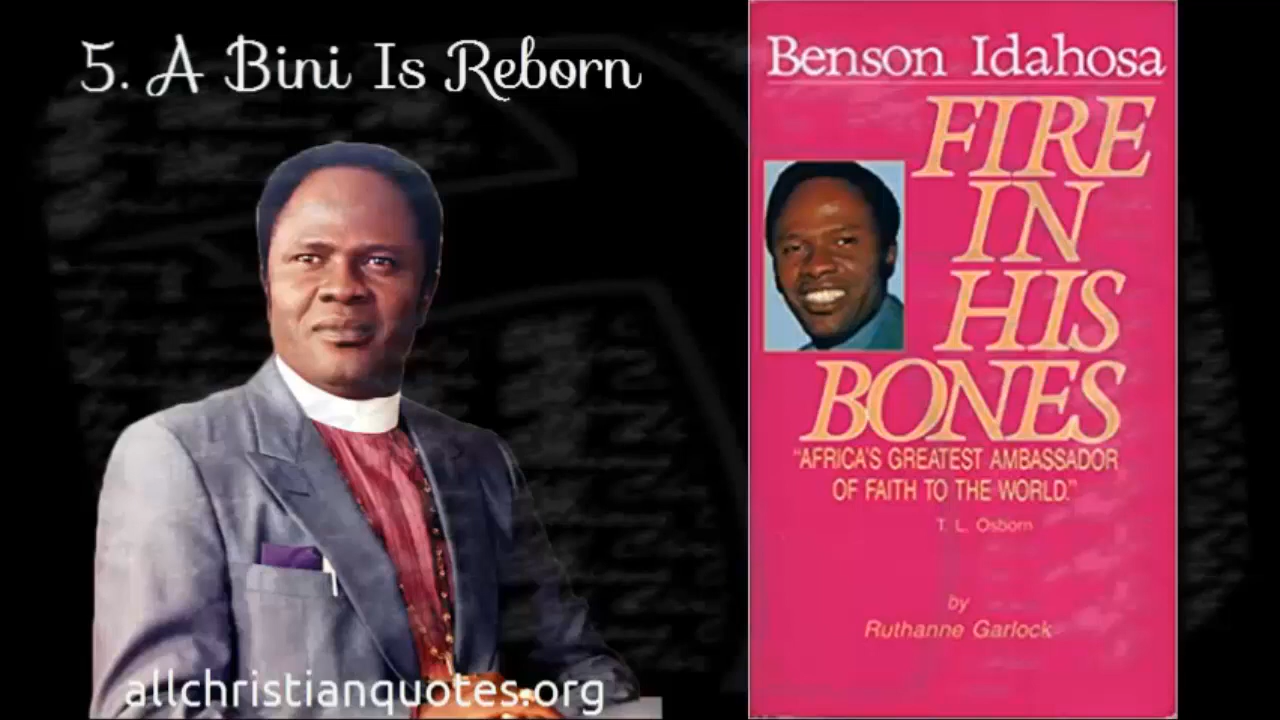 5. A Bini Is Reborn
allchristianquotes.org
Benson Idahosa
FIRE
IN
HIS
BONES
"AFRICA'S GREATEST AMBASSADOR
OF FAITH TO THE WORLD."
T. L. Osborn
by
Ruthanne Garlock